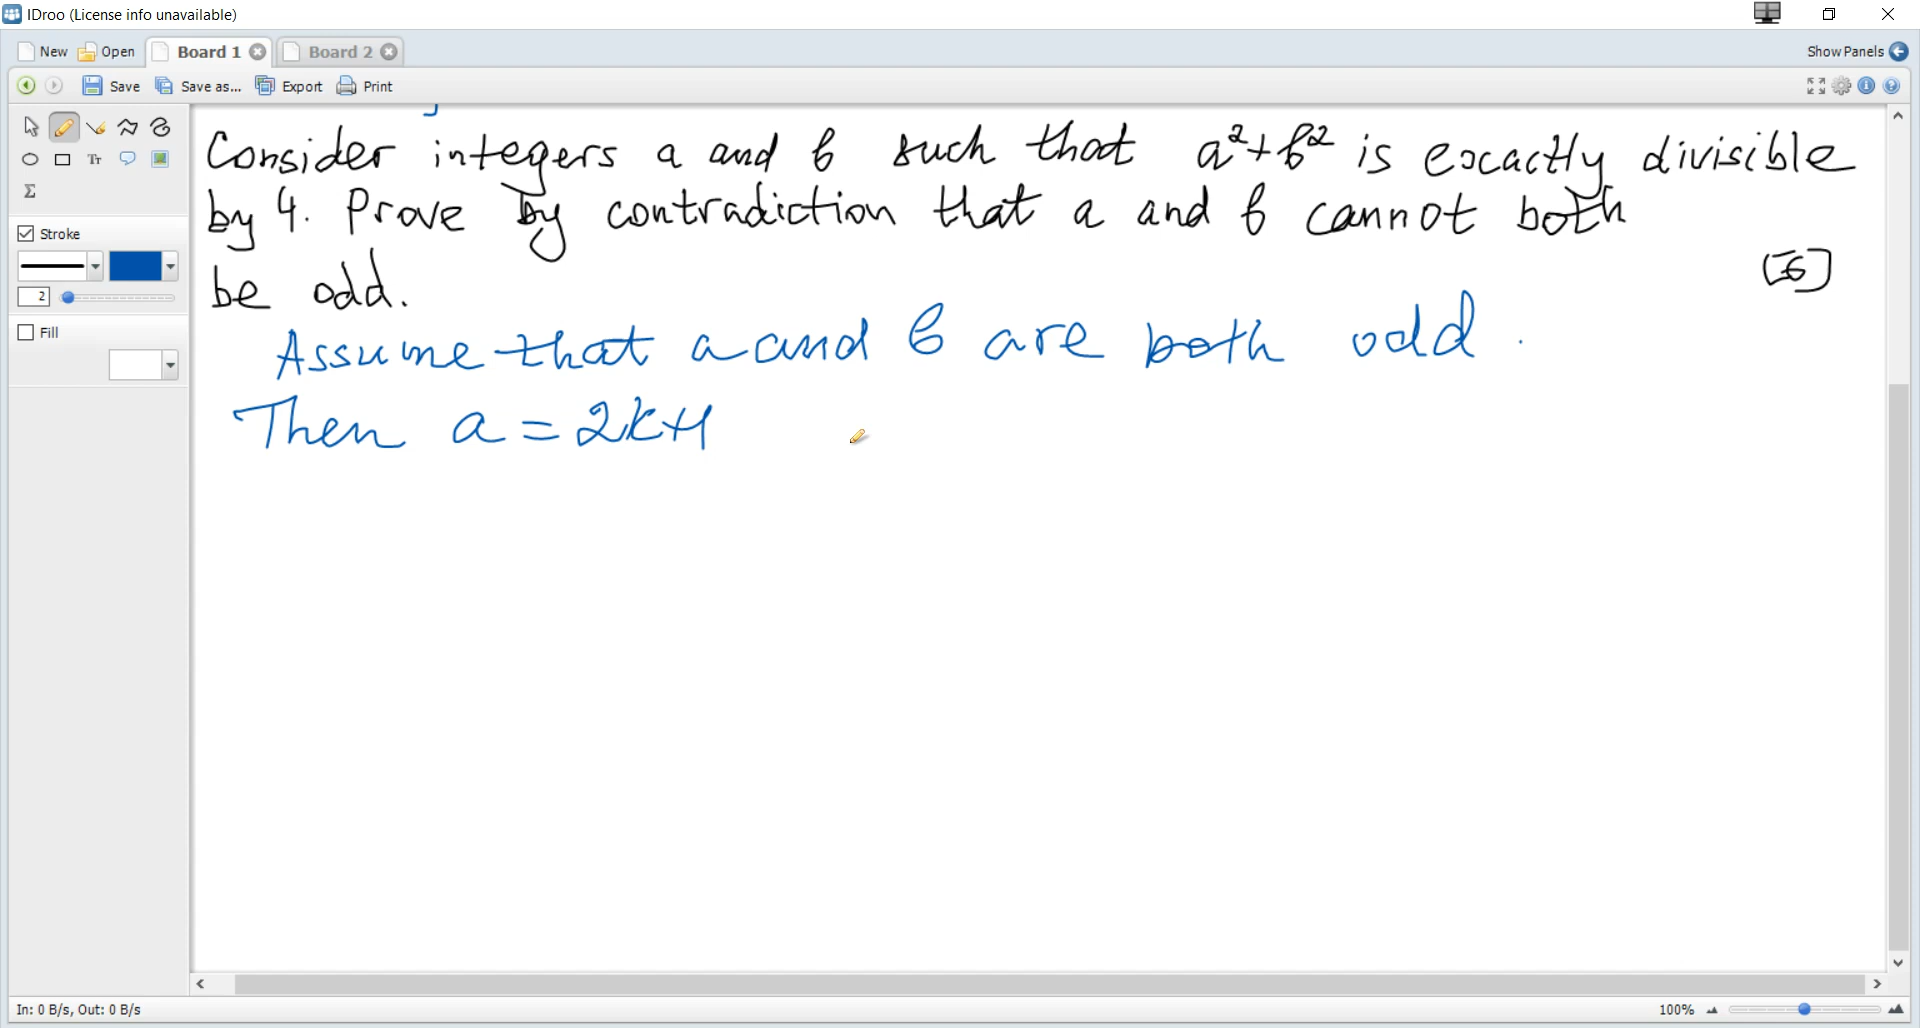 IDroo (License info unavailable)
New Open Board 1 Board 2 Show Panels
Save Save as... Export Print
Consider integers a and b such that a²+b² is exactly divisible
by 4. Prove by contradiction that a and b cannot both
be odd.
Stroke
2
Fill
Assume that a and b are both odd.
Then a = 2k+1
In: 0 B/s, Out: 0 B/s 100%